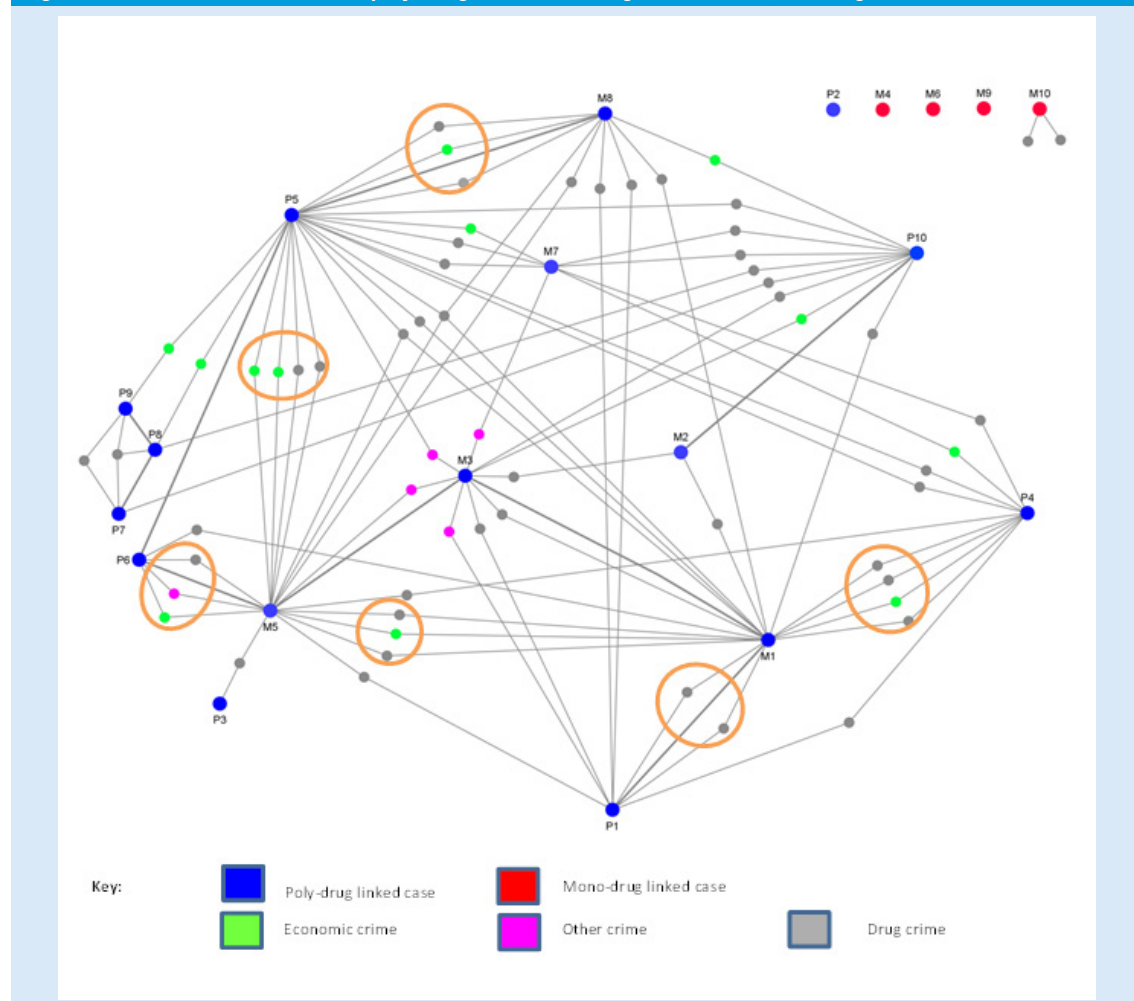 M8
P2 M4 M6 M9 M10
P5
M7
P10
P9
P8
M2
M3
P7
P4
P6
M5
M1
P3
P1
Key:
Poly-drug linked case
Mono-drug linked case
Economic crime
Other crime
Drug crime